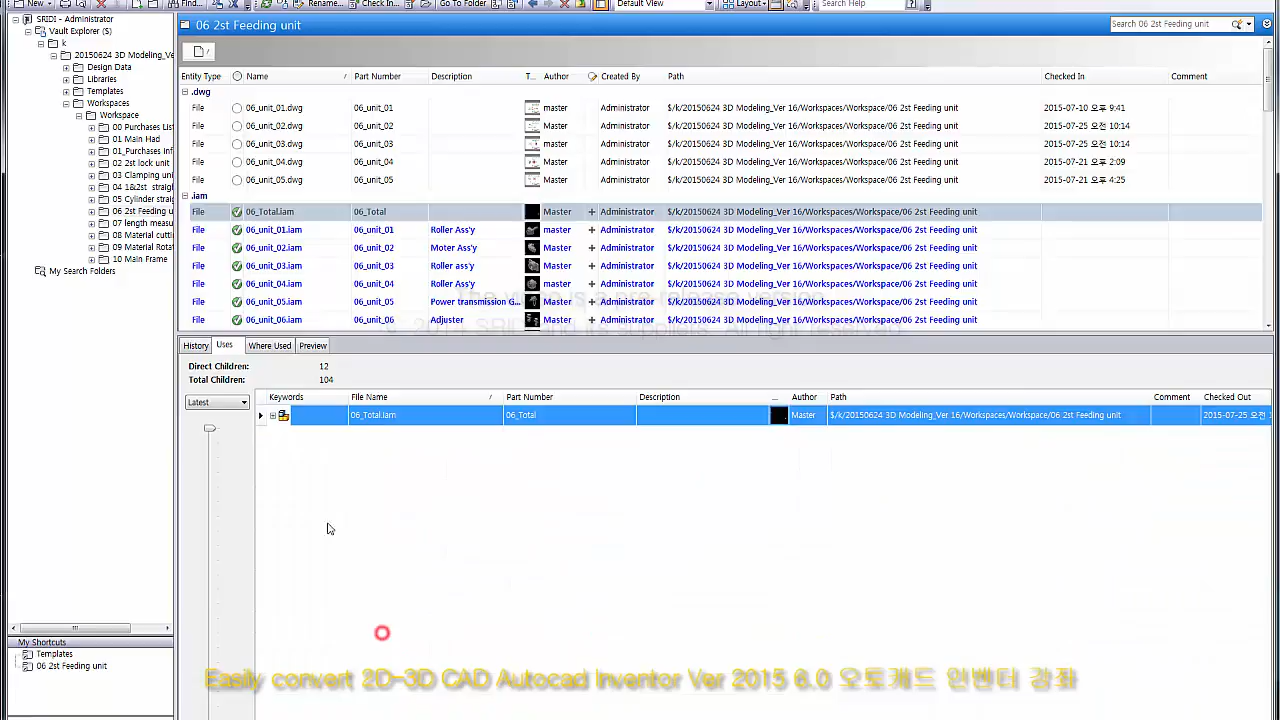 New
Find...
Rename...
Check In...
Go To Folder
Default View
Layout
Search Help
SRIDI - Administrator
Vault Explorer ($)
k
20150624 3D Modeling_Ve
Design Data
Libraries
Templates
Workspaces
Workspace
00 Purchases List
01 Main Had
01_Purchases inf
02 2st lock unit
03 Clamping uni
04 1&2st straig
05 Cylinder straig
06 2st Feeding u
07 length measu
08 Material cutti
09 Material Rota
10 Main Frame
My Search Folders
My Shortcuts
Templates
06 2st Feeding unit
06 2st Feeding unit
Search 06 2st Feeding unit
Entity Type Name Part Number Description T... Author Created By Path Checked In Comment
.dwg
File 06_unit_01.dwg 06_unit_01 master Administrator $/k/20150624 3D Modeling_Ver 16/Workspaces/Workspace/06 2st Feeding unit 2015-07-10 오후 9:41
File 06_unit_02.dwg 06_unit_02 master Administrator $/k/20150624 3D Modeling_Ver 16/Workspaces/Workspace/06 2st Feeding unit 2015-07-25 오전 10:14
File 06_unit_03.dwg 06_unit_03 master Administrator $/k/20150624 3D Modeling_Ver 16/Workspaces/Workspace/06 2st Feeding unit 2015-07-25 오전 10:14
File 06_unit_04.dwg 06_unit_04 master Administrator $/k/20150624 3D Modeling_Ver 16/Workspaces/Workspace/06 2st Feeding unit 2015-07-21 오후 2:09
File 06_unit_05.dwg 06_unit_05 master Administrator $/k/20150624 3D Modeling_Ver 16/Workspaces/Workspace/06 2st Feeding unit 2015-07-21 오후 4:25
.iam
File 06_Total.iam 06_Total Master Administrator $/k/20150624 3D Modeling_Ver 16/Workspaces/Workspace/06 2st Feeding unit
File 06_unit_01.iam 06_unit_01 Roller Ass'y master Administrator $/k/20150624 3D Modeling_Ver 16/Workspaces/Workspace/06 2st Feeding unit
File 06_unit_02.iam 06_unit_02 Moter Ass'y Master Administrator $/k/20150624 3D Modeling_Ver 16/Workspaces/Workspace/06 2st Feeding unit
File 06_unit_03.iam 06_unit_03 Roller ass'y Master Administrator $/k/20150624 3D Modeling_Ver 16/Workspaces/Workspace/06 2st Feeding unit
File 06_unit_04.iam 06_unit_04 Roller Ass'y Master Administrator $/k/20150624 3D Modeling_Ver 16/Workspaces/Workspace/06 2st Feeding unit
File 06_unit_05.iam 06_unit_05 Power transmission G... Master Administrator $/k/20150624 3D Modeling_Ver 16/Workspaces/Workspace/06 2st Feeding unit
File 06_unit_06.iam 06_unit_06 Adjuster Master Administrator $/k/20150624 3D Modeling_Ver 16/Workspaces/Workspace/06 2st Feeding unit
is a pre-release version
2014 SRID and its suppliers. All right reserved.
History Uses Where Used Preview
Direct Children: 12
Total Children: 104
Latest
Keywords File Name Part Number Description ... Author Path Comment Checked Out
06_Total.iam 06_Total Master $/k/20150624 3D Modeling_Ver 16/Workspaces/Workspace/06 2st Feeding unit 2015-07-25 오전
Easily convert 2D-3D CAD Autocad Inventor Ver 2015 6.0 오토캐드 인벤터 강좌